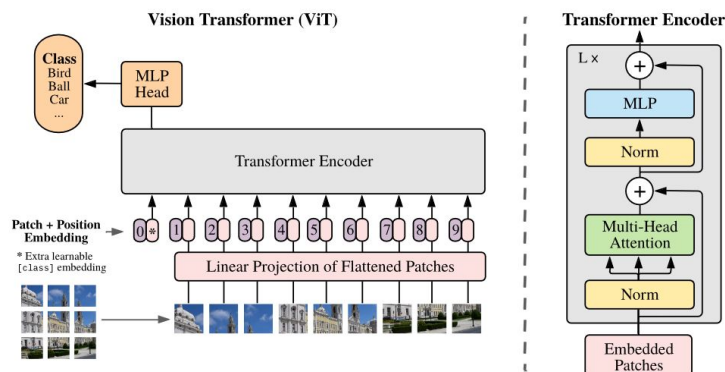 Vision Transformer (ViT)
Class
Bird
Ball
Car
...
MLP
Head
Transformer Encoder
Patch + Position
Embedding
* Extra learnable
[class] embedding
0 * 1 2 3 4 5 6 7 8 9
Linear Projection of Flattened Patches
Transformer Encoder
L ×
+
MLP
Norm
+
Multi-Head
Attention
Norm
Embedded
Patches